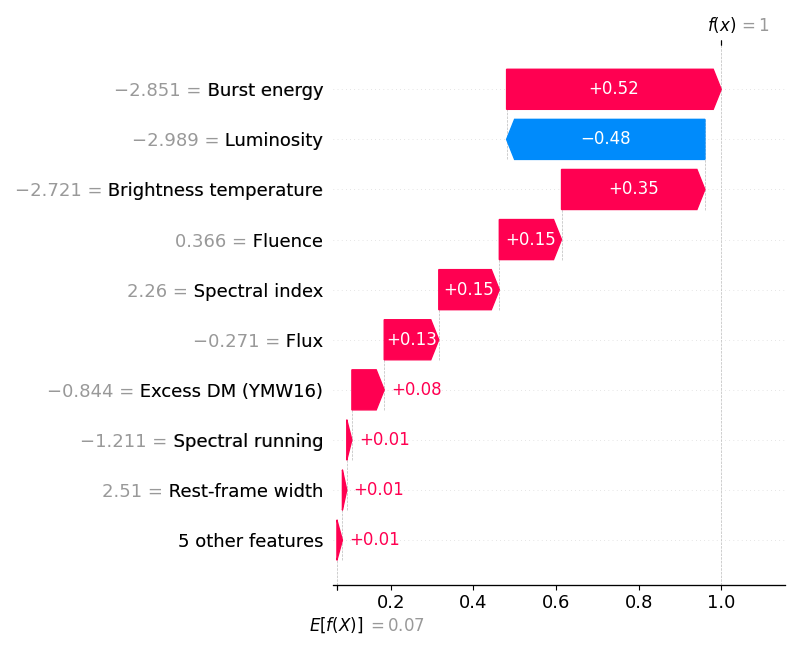 f(x) = 1
−2.851 = Burst energy
+0.52
−2.989 = Luminosity
−0.48
−2.721 = Brightness temperature
+0.35
0.366 = Fluence
+0.15
2.26 = Spectral index
+0.15
−0.271 = Flux
+0.13
−0.844 = Excess DM (YMW16)
+0.08
−1.211 = Spectral running
+0.01
2.51 = Rest-frame width
+0.01
5 other features
+0.01
0.2 0.4 0.6 0.8 1.0
E[f(X)] = 0.07